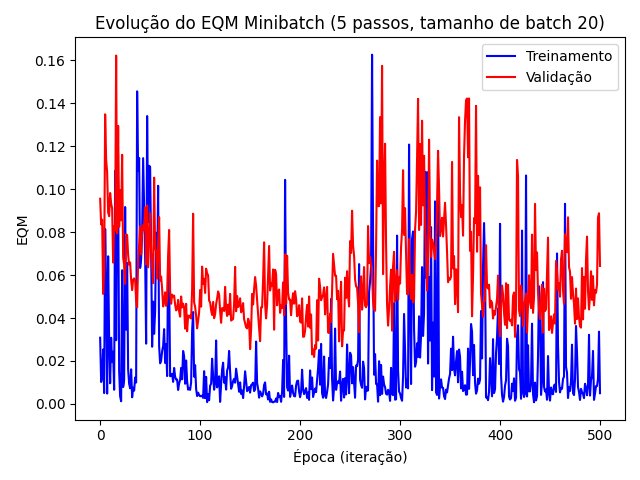 Evolução do EQM Minibatch (5 passos, tamanho de batch 20)
Treinamento
Validação
EQM
0.16
0.14
0.12
0.10
0.08
0.06
0.04
0.02
0.00
0 100 200 300 400 500
Época (iteração)